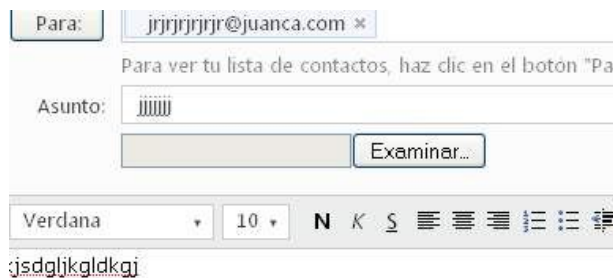 Para: jrjrjrjrjrjr@juanca.com ×
Para ver tu lista de contactos, haz clic en el botón "Pa
Asunto: jjjjjjj
Examinar...
Verdana 10 N K S
kjsdgljkgldkgj